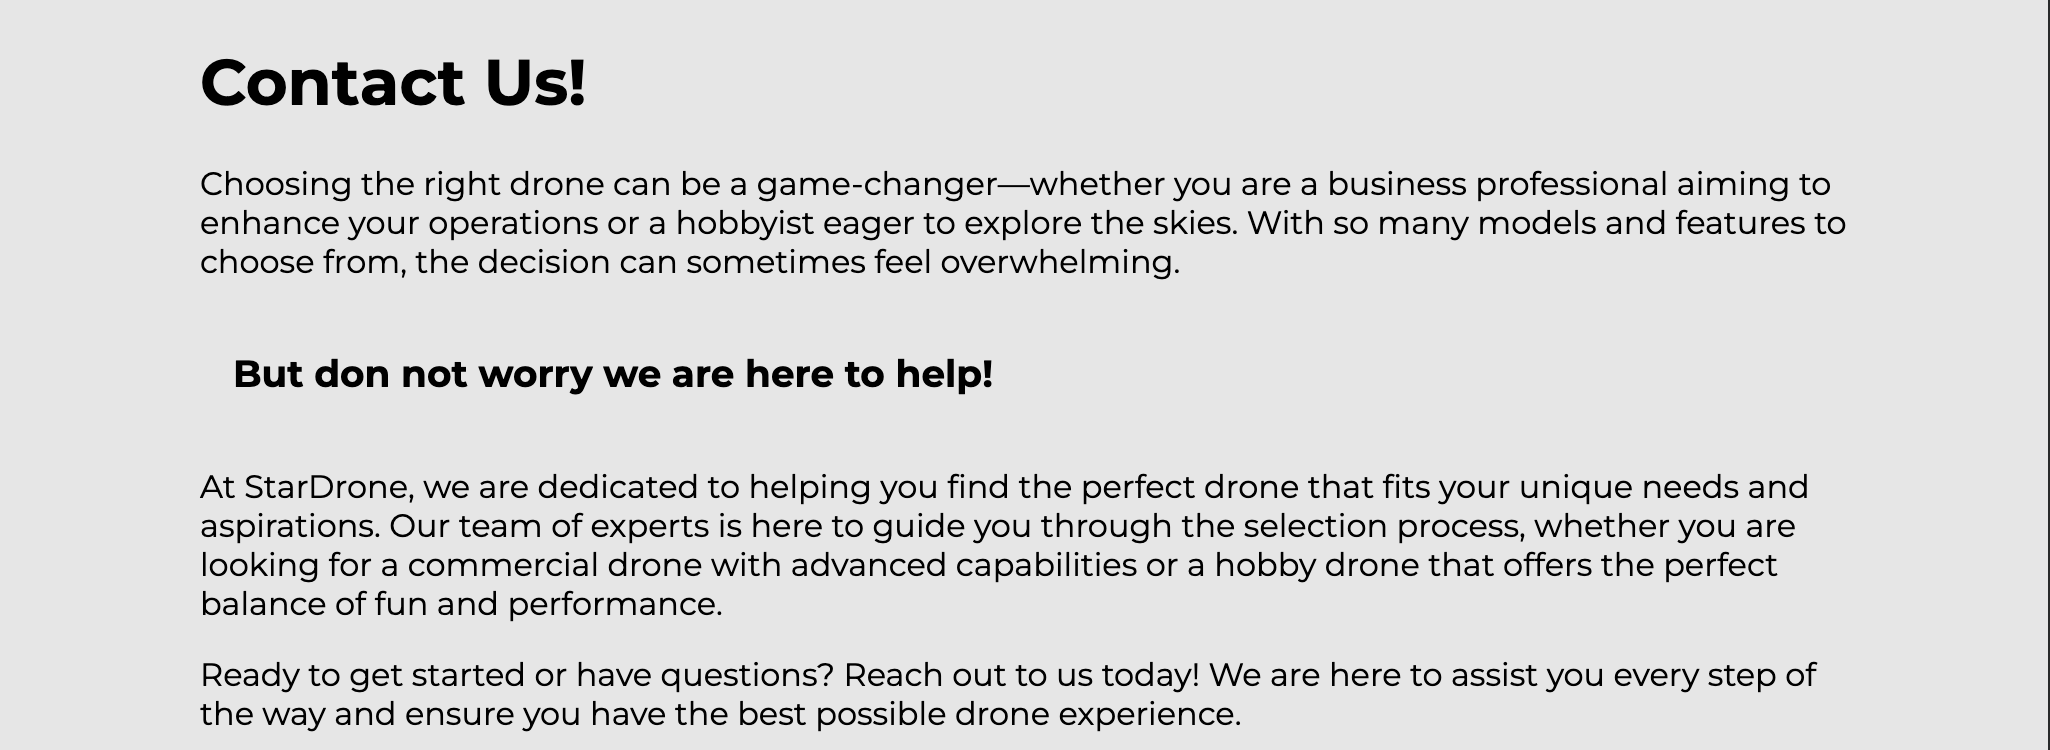 Contact Us!
Choosing the right drone can be a game-changer—whether you are a business professional aiming to
enhance your operations or a hobbyist eager to explore the skies. With so many models and features to
choose from, the decision can sometimes feel overwhelming.
But don not worry we are here to help!
At StarDrone, we are dedicated to helping you find the perfect drone that fits your unique needs and
aspirations. Our team of experts is here to guide you through the selection process, whether you are
looking for a commercial drone with advanced capabilities or a hobby drone that offers the perfect
balance of fun and performance.
Ready to get started or have questions? Reach out to us today! We are here to assist you every step of
the way and ensure you have the best possible drone experience.